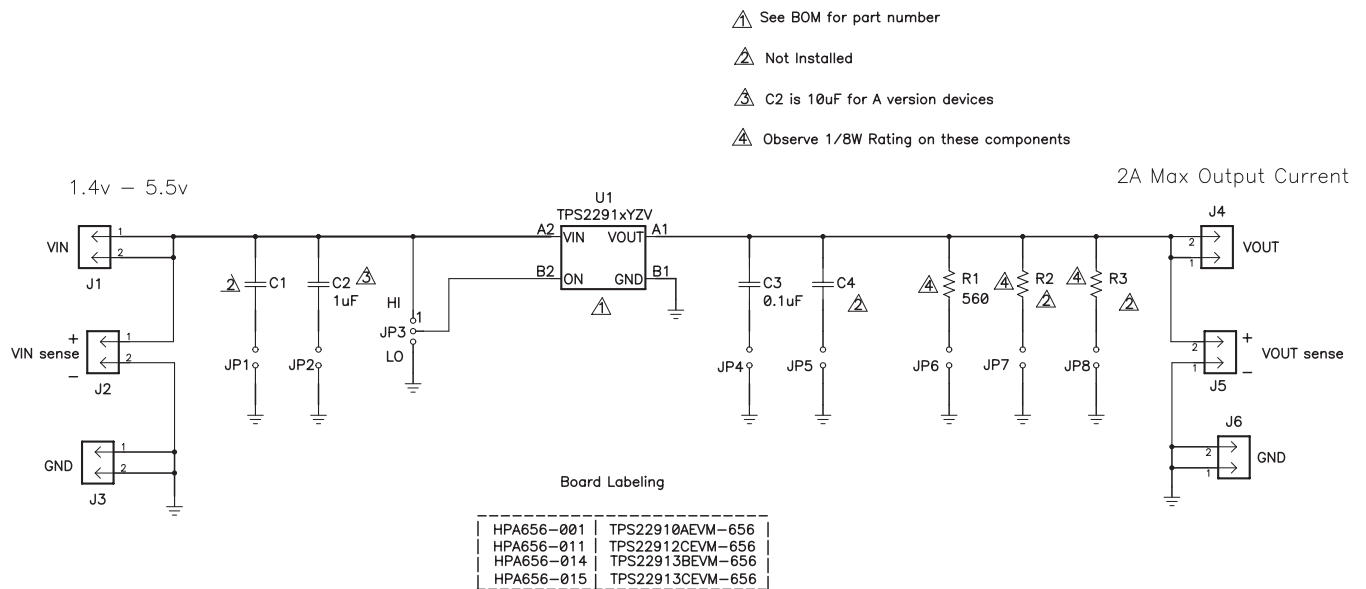 1 See BOM for part number
2 Not Installed
3 C2 is 10uF for A version devices
4 Observe 1/8W Rating on these components
1.4v - 5.5v
2A Max Output Current
U1
TPS2291xYZV
J4
VIN
1
2
J1
A2 VIN VOUT A1
B2 ON GND B1
1
2
1
VOUT
2 C1
C2 3
1uF
HI
1
JP3
LO
C3
0.1uF
C4
2
4 R1
560
4 R2
2
4 R3
2
VIN sense
+
-
1
2
J2
JP1
JP2
JP4
JP5
JP6
JP7
JP8
2
1
+
-
VOUT sense
J5
GND
1
2
J3
J6
2
1
GND
Board Labeling
HPA656-001 TPS22910AEVM-656
HPA656-011 TPS22912CEVM-656
HPA656-014 TPS22913BEVM-656
HPA656-015 TPS22913CEVM-656